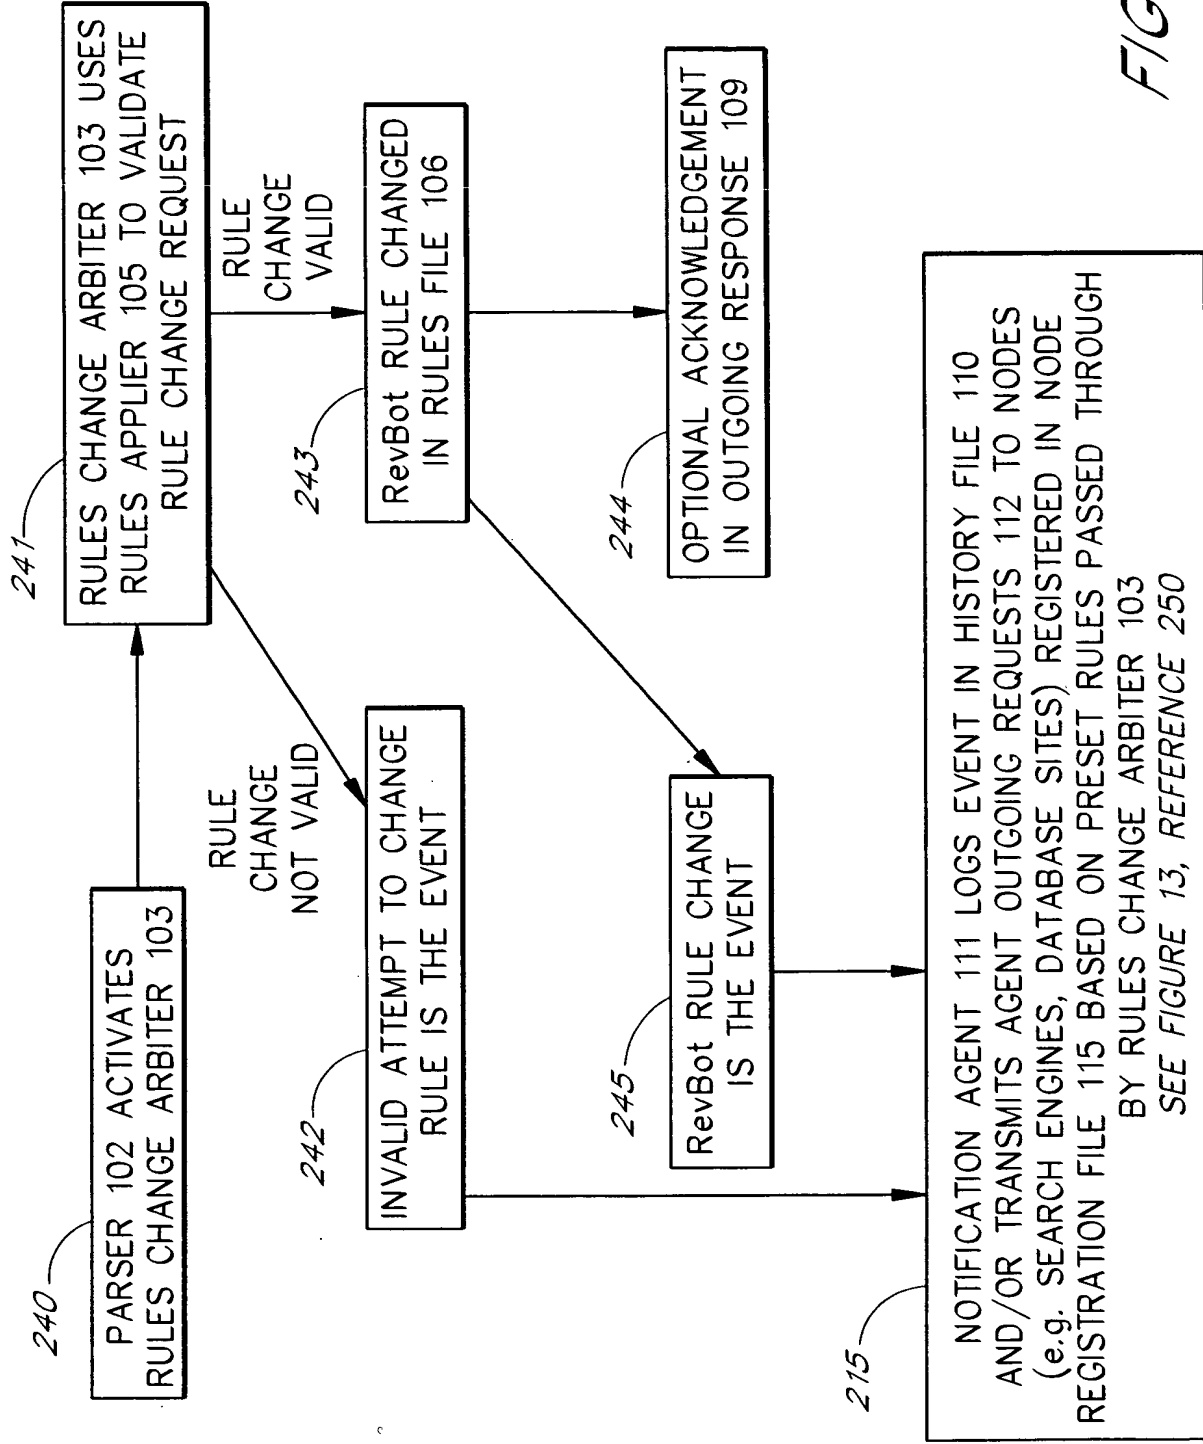 240
PARSER 102 ACTIVATES
RULES CHANGE ARBITER 103
241
RULES CHANGE ARBITER 103 USES
RULES APPLIER 105 TO VALIDATE
RULE CHANGE REQUEST
RULE
CHANGE
NOT VALID
RULE
CHANGE
VALID
242
INVALID ATTEMPT TO CHANGE
RULE IS THE EVENT
243
RevBot RULE CHANGED
IN RULES FILE 106
245
RevBot RULE CHANGE
IS THE EVENT
244
OPTIONAL ACKNOWLEDGEMENT
IN OUTGOING RESPONSE 109
215
NOTIFICATION AGENT 111 LOGS EVENT IN HISTORY FILE 110
AND/OR TRANSMITS AGENT OUTGOING REQUESTS 112 TO NODES
(e.g. SEARCH ENGINES, DATABASE SITES) REGISTERED IN NODE
REGISTRATION FILE 115 BASED ON PRESET RULES PASSED THROUGH
BY RULES CHANGE ARBITER 103
SEE FIGURE 13, REFERENCE 250
FIG